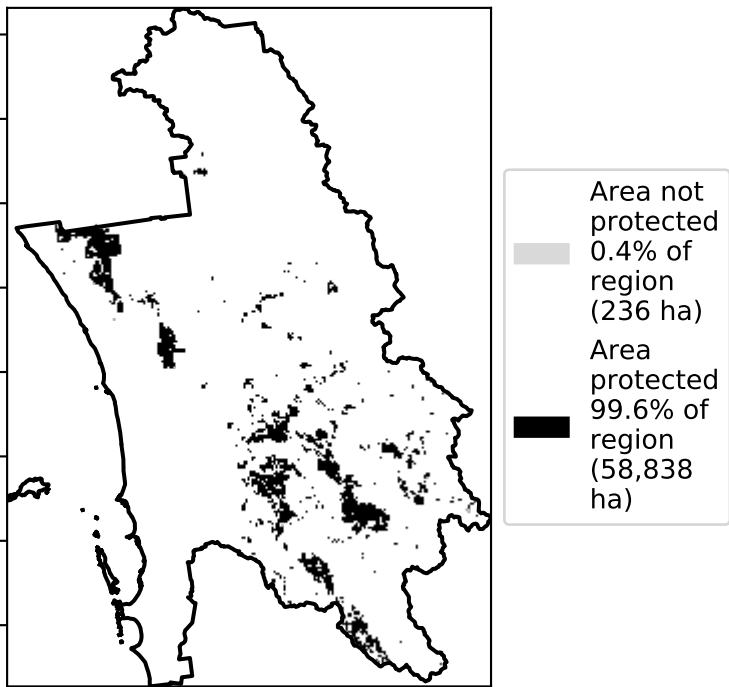 Area not
protected
0.4% of
region
(236 ha)
Area
protected
99.6% of
region
(58,838
ha)